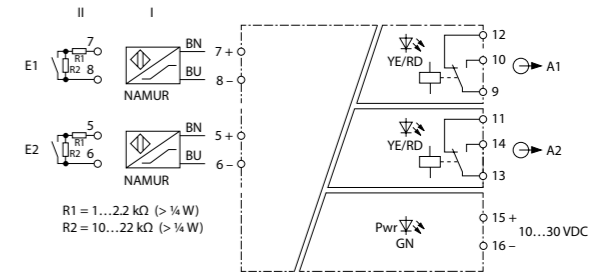 II I
7
E1
R1
R2
8
BN
7 +
BU
8 –
NAMUR
12
YE/RD
10
A1
9
5
E2
R1
R2
6
BN
5 +
BU
6 –
NAMUR
11
YE/RD
14
A2
13
R1 = 1…2.2 kΩ (> ¼ W)
R2 = 10…22 kΩ (> ¼ W)
Pwr
GN
15 +
10…30 VDC
16 –